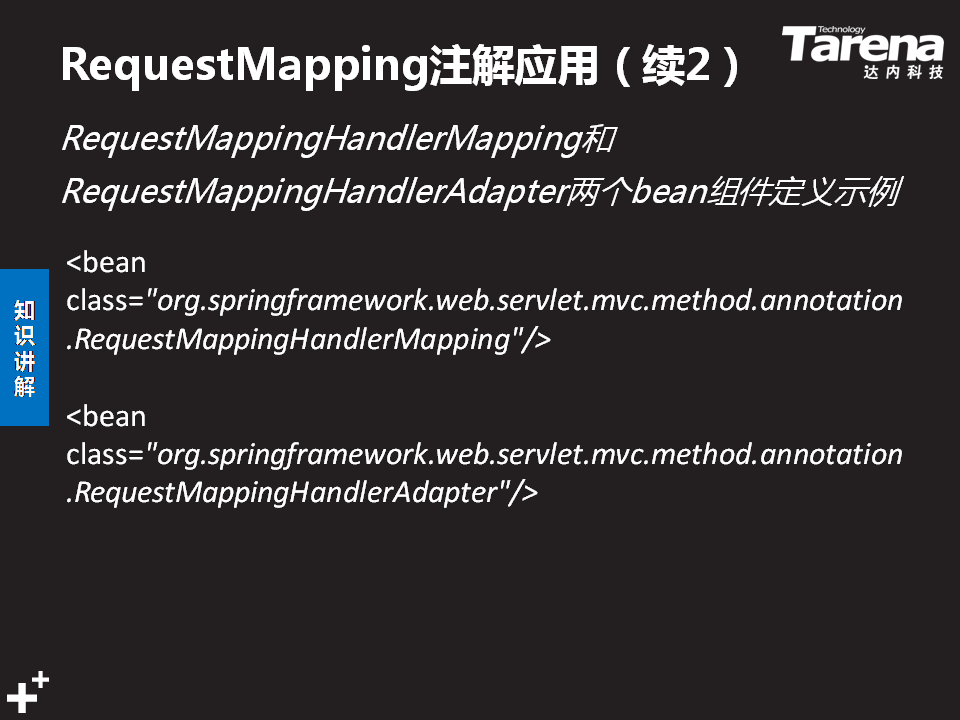 RequestMapping注解应用（续2）
Technology
Tarena
达内科技
RequestMappingHandlerMapping和
RequestMappingHandlerAdapter两个bean组件定义示例
<bean
class="org.springframework.web.servlet.mvc.method.annotation
.RequestMappingHandlerMapping"/>
<bean
class="org.springframework.web.servlet.mvc.method.annotation
.RequestMappingHandlerAdapter"/>
知
识
讲
解